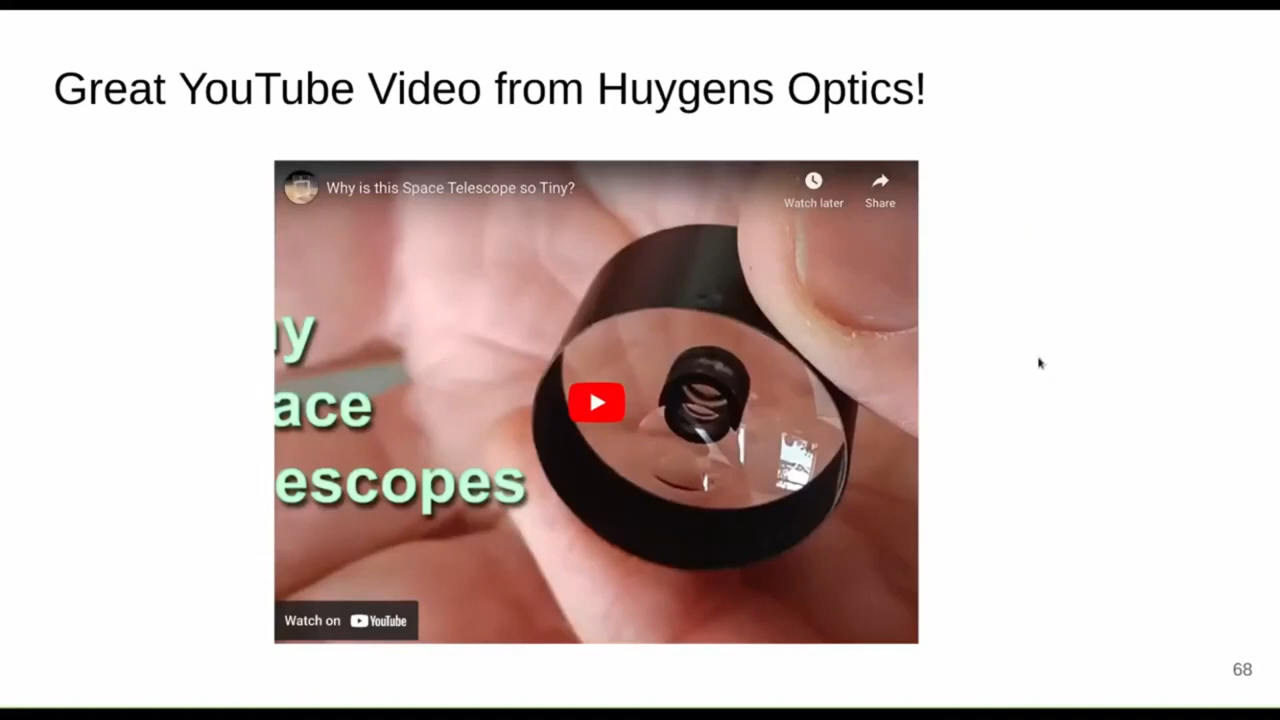 Great YouTube Video from Huygens Optics!
Why is this Space Telescope so Tiny?
Watch later
Share
ny
ace
escopes
Watch on YouTube
68